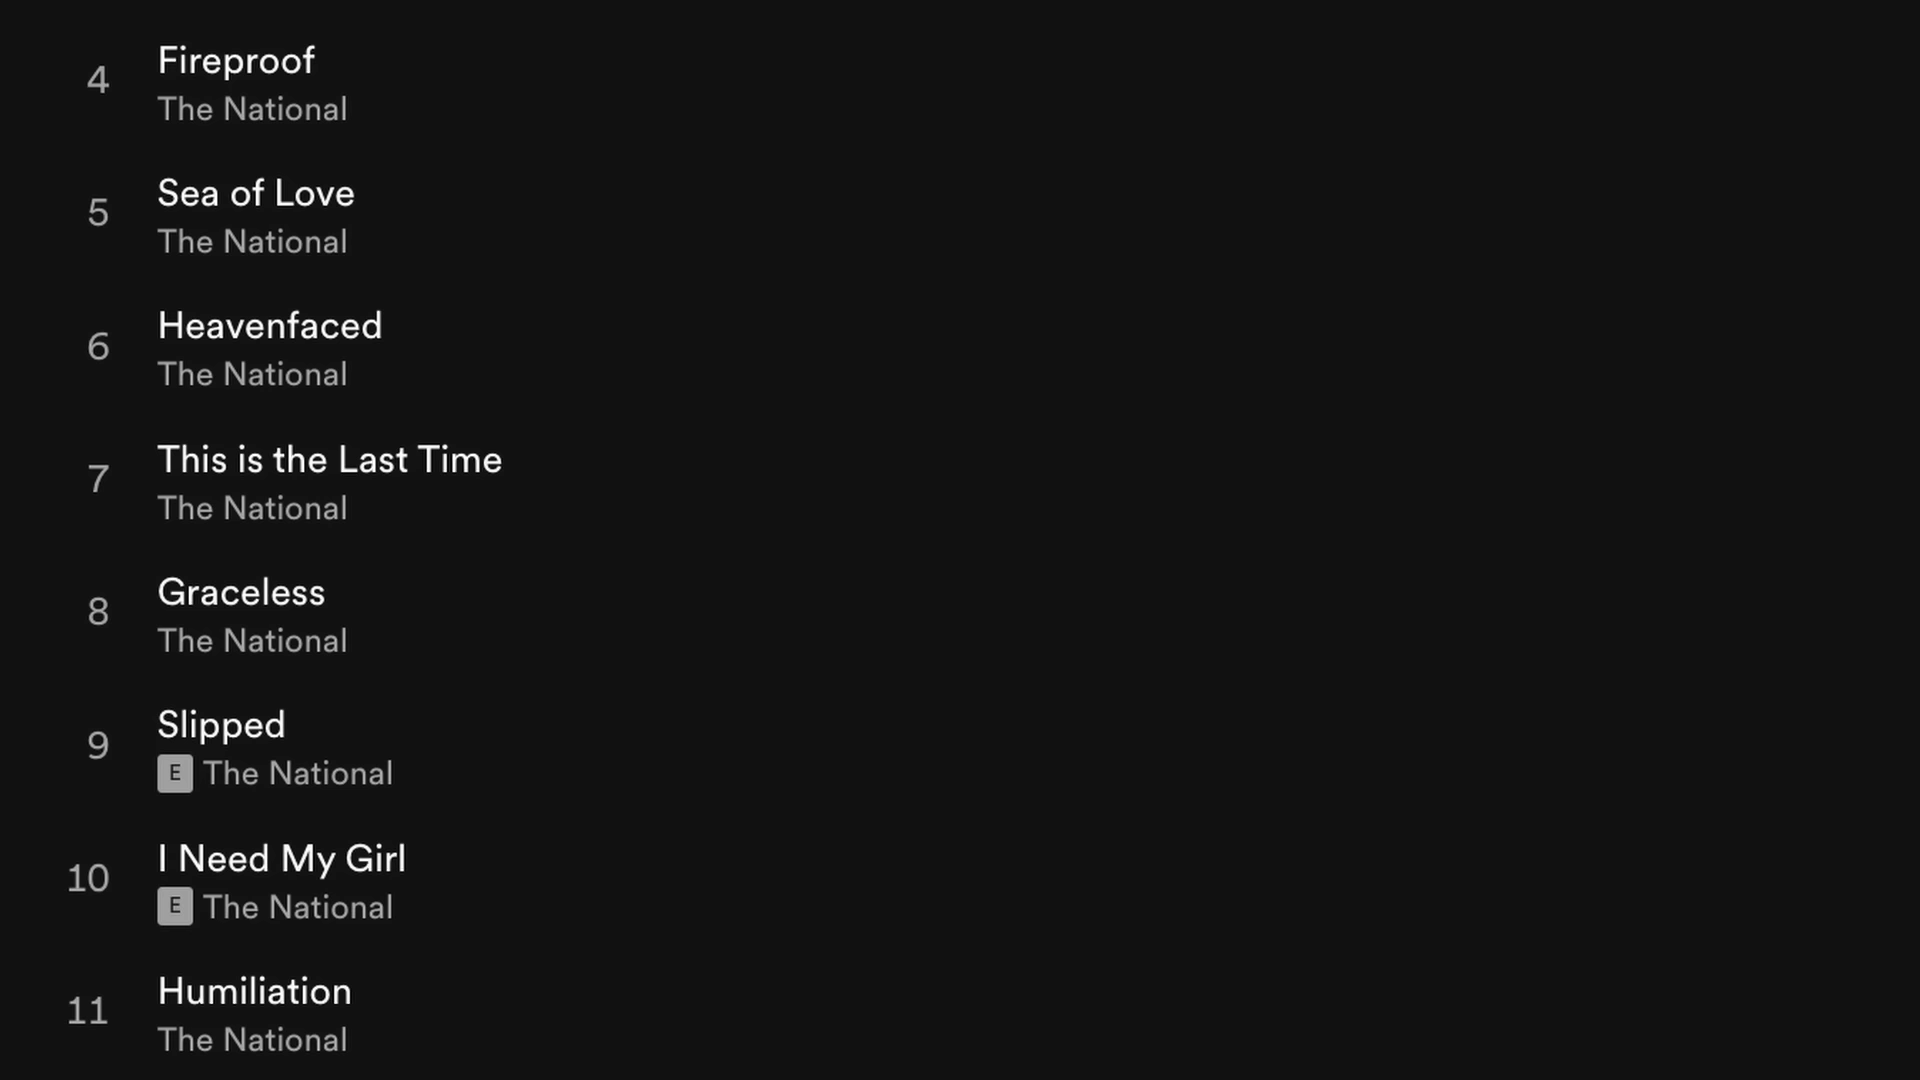 4
Fireproof
The National
5
Sea of Love
The National
6
Heavenfaced
The National
7
This is the Last Time
The National
8
Graceless
The National
9
Slipped
E The National
10
I Need My Girl
E The National
11
Humiliation
The National